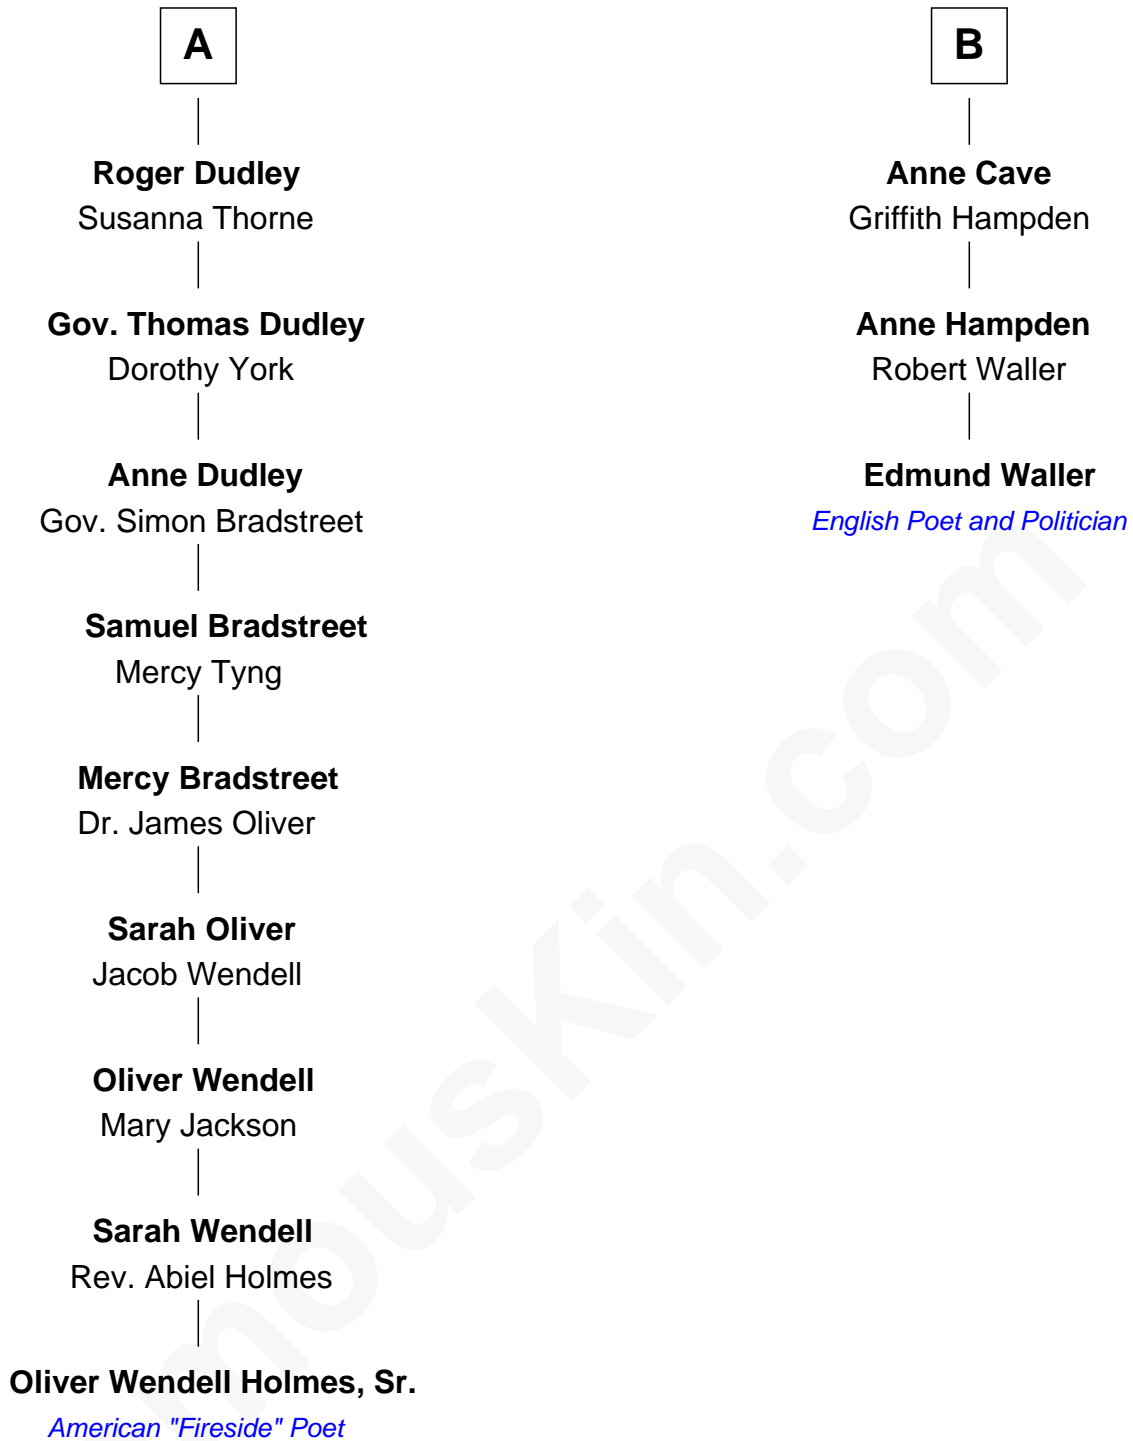 A
Roger Dudley
Susanna Thorne
Gov. Thomas Dudley
Dorothy York
Anne Dudley
Gov. Simon Bradstreet
Samuel Bradstreet
Mercy Tyng
Mercy Bradstreet
Dr. James Oliver
Sarah Oliver
Jacob Wendell
Oliver Wendell
Mary Jackson
Sarah Wendell
Rev. Abiel Holmes
Oliver Wendell Holmes, Sr.
American "Fireside" Poet
B
Anne Cave
Griffith Hampden
Anne Hampden
Robert Waller
Edmund Waller
English Poet and Politician
mouskin.com